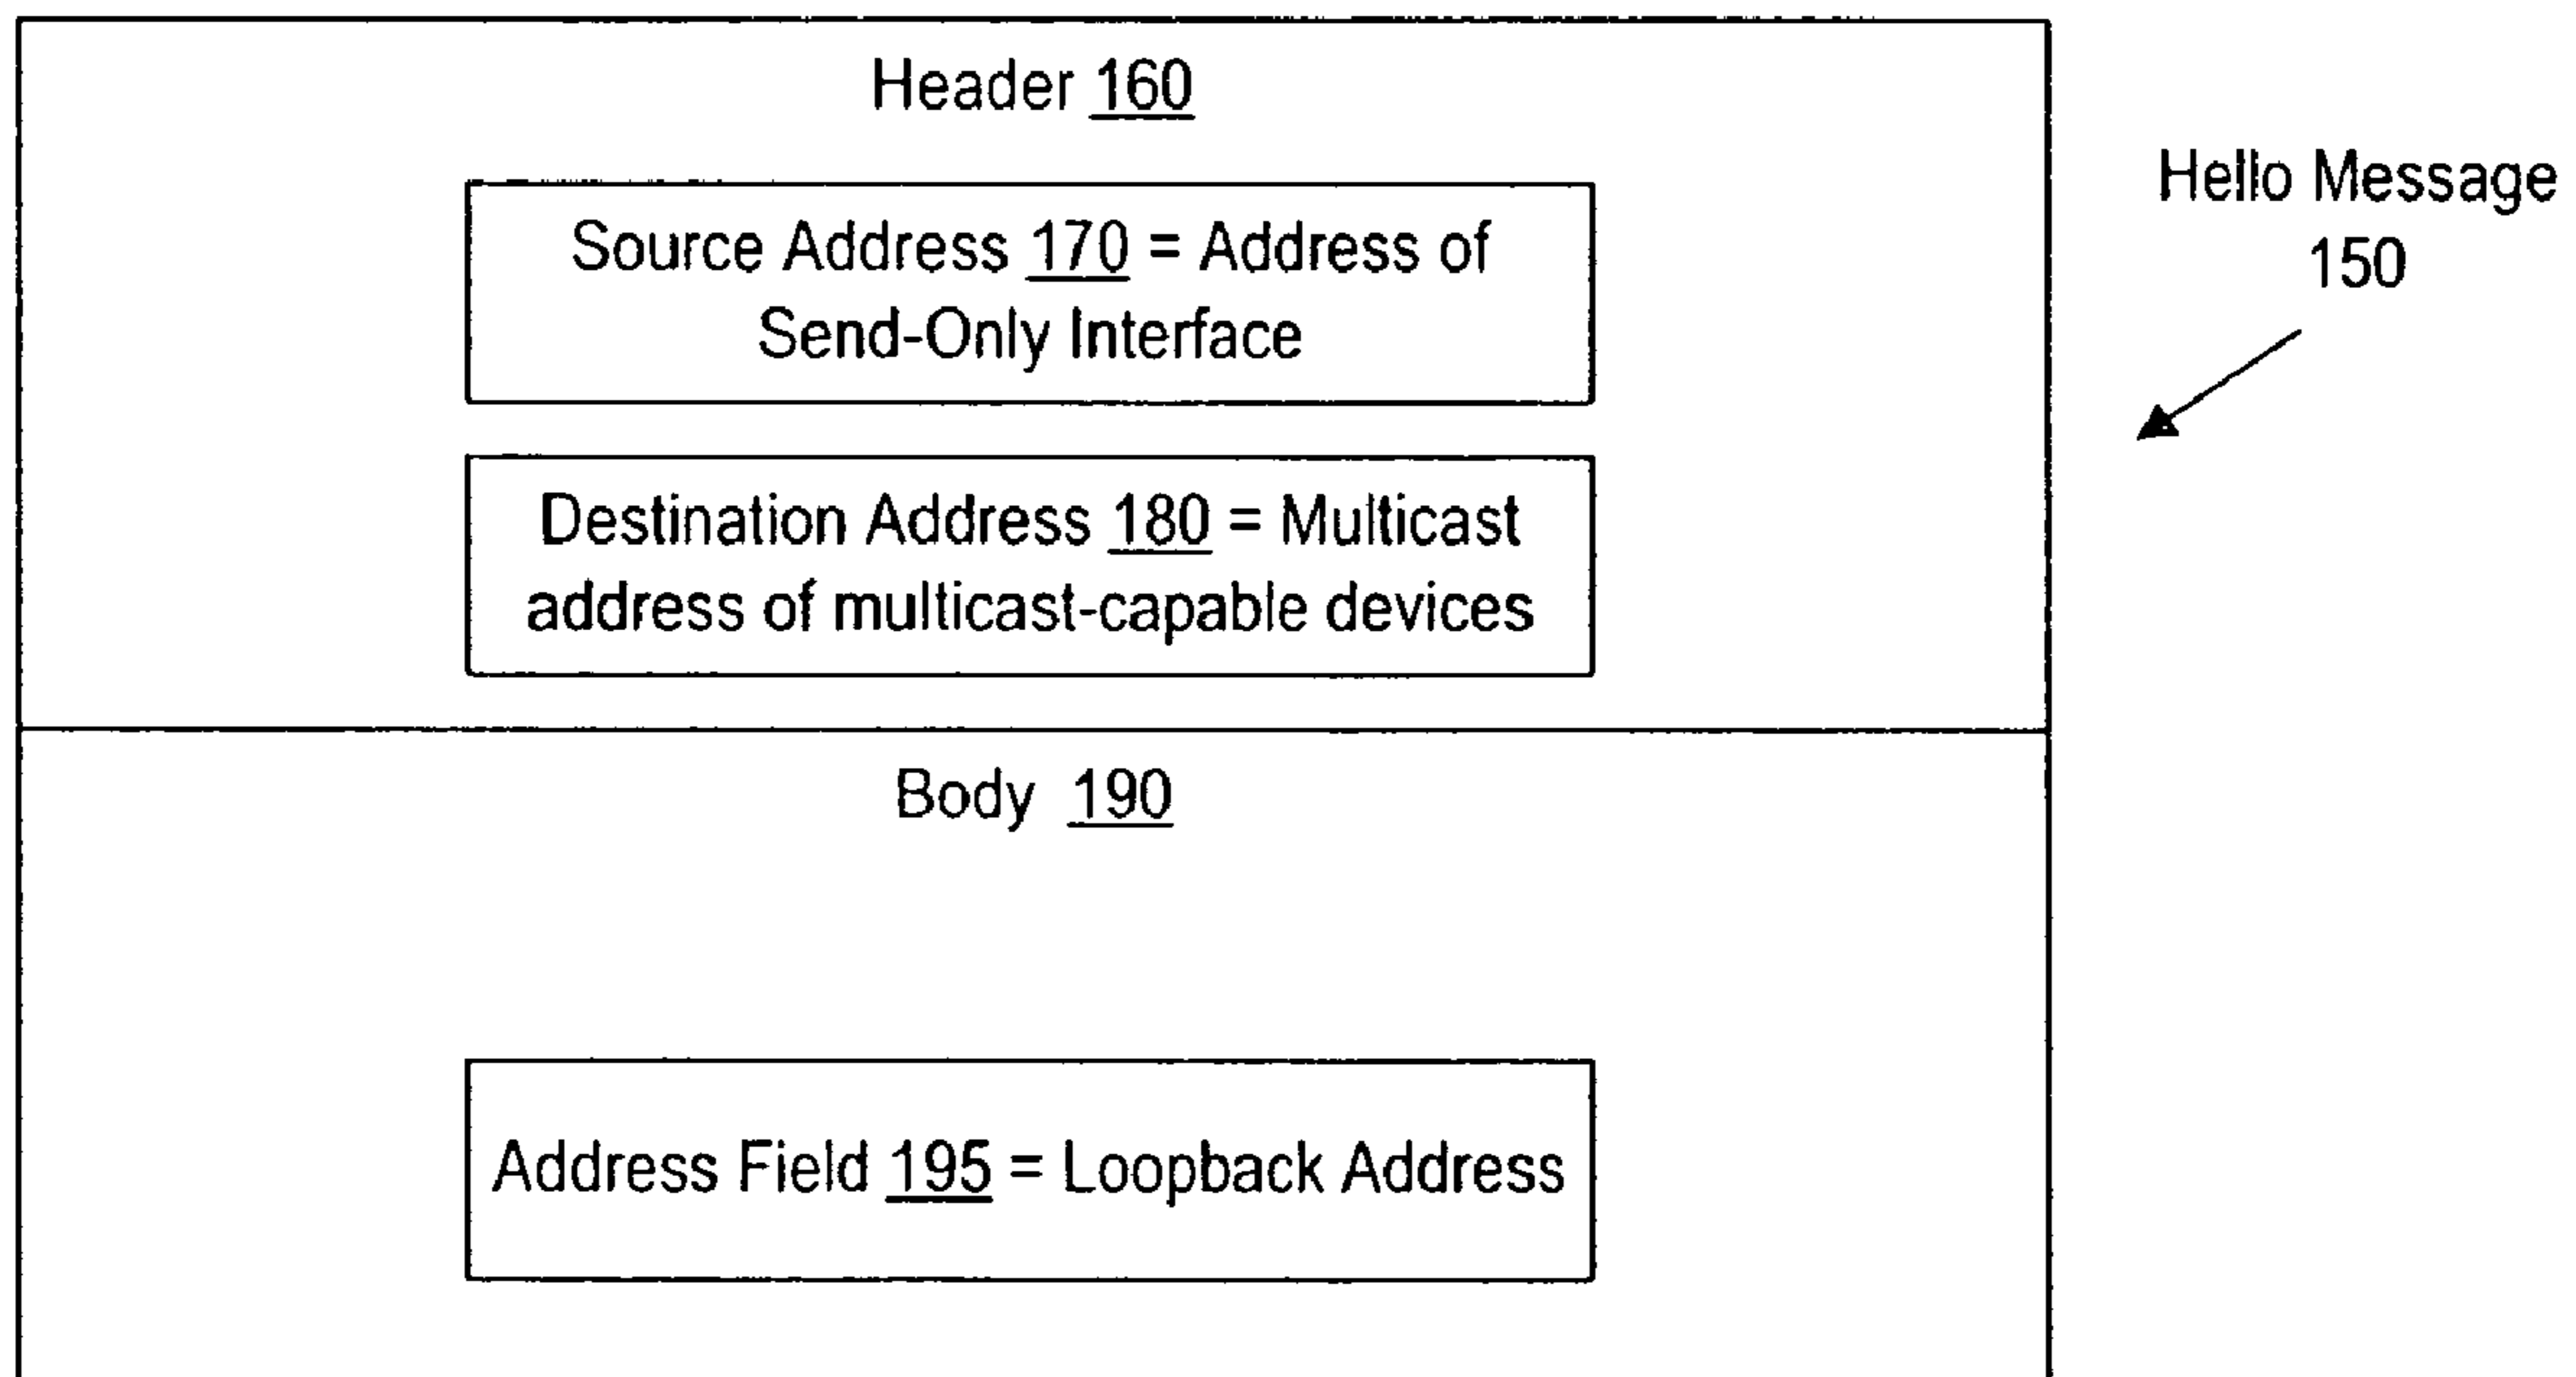 Header 160
Hello Message
150
Source Address 170 = Address of
Send-Only Interface
Destination Address 180 = Multicast
address of multicast-capable devices
Body 190
Address Field 195 = Loopback Address